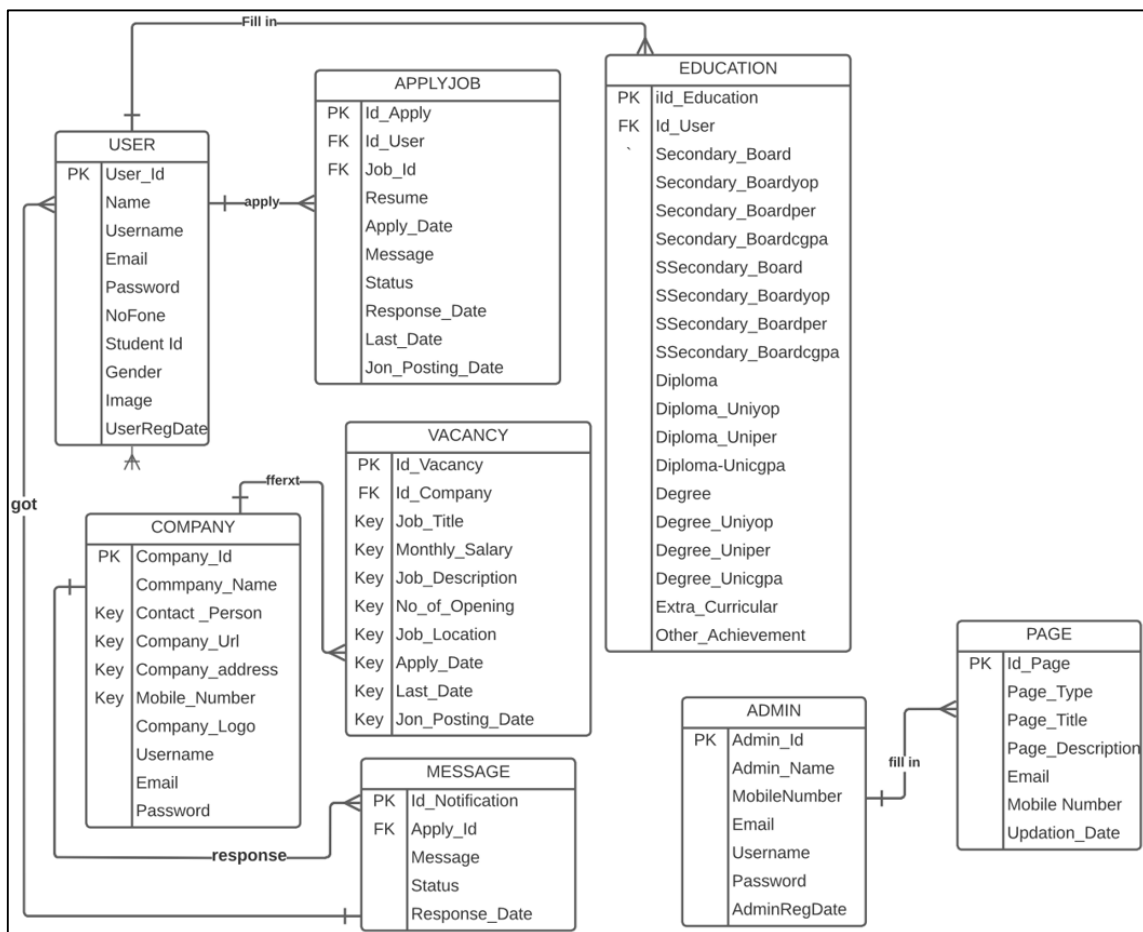 Fill in
EDUCATION
PK iId_Education
FK Id_User
` Secondary_Board
Secondary_Boardyop
Secondary_Boardper
Secondary_Boardcgpa
SSecondary_Board
SSecondary_Boardyop
SSecondary_Boardper
SSecondary_Boardcgpa
Diploma
Diploma_Uniyop
Diploma_Uniper
Diploma-Unicgpa
Degree
Degree_Uniyop
Degree_Uniper
Degree_Unicgpa
Extra_Curricular
Other_Achievement
APPLYJOB
PK Id_Apply
FK Id_User
FK Job_Id
Resume
Apply_Date
Message
Status
Response_Date
Last_Date
Jon_Posting_Date
USER
PK User_Id
Name
Username
Email
Password
NoFone
Student Id
Gender
Image
UserRegDate
apply
got
fferxt
VACANCY
PK Id_Vacancy
FK Id_Company
Key Job_Title
Key Monthly_Salary
Key Job_Description
Key No_of_Opening
Key Job_Location
Key Apply_Date
Key Last_Date
Key Jon_Posting_Date
COMPANY
PK Company_Id
Commpany_Name
Key Contact _Person
Key Company_Url
Key Company_address
Key Mobile_Number
Company_Logo
Username
Email
Password
response
MESSAGE
PK Id_Notification
FK Apply_Id
Message
Status
Response_Date
ADMIN
PK Admin_Id
Admin_Name
MobileNumber
Email
Username
Password
AdminRegDate
fill in
PAGE
PK Id_Page
Page_Type
Page_Title
Page_Description
Email
Mobile Number
Updation_Date